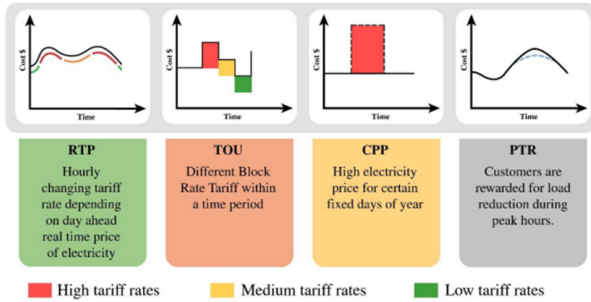 Cost $
Time
Cost $
Time
Cost $
Time
Cost $
Time
RTP
Hourly
changing tariff
rate depending
on day ahead
real time price
of electricity
TOU
Different Block
Rate Tariff within
a time period
CPP
High electricity
price for certain
fixed days of year
PTR
Customers are
rewarded for load
reduction during
peak hours.
High tariff rates
Medium tariff rates
Low tariff rates